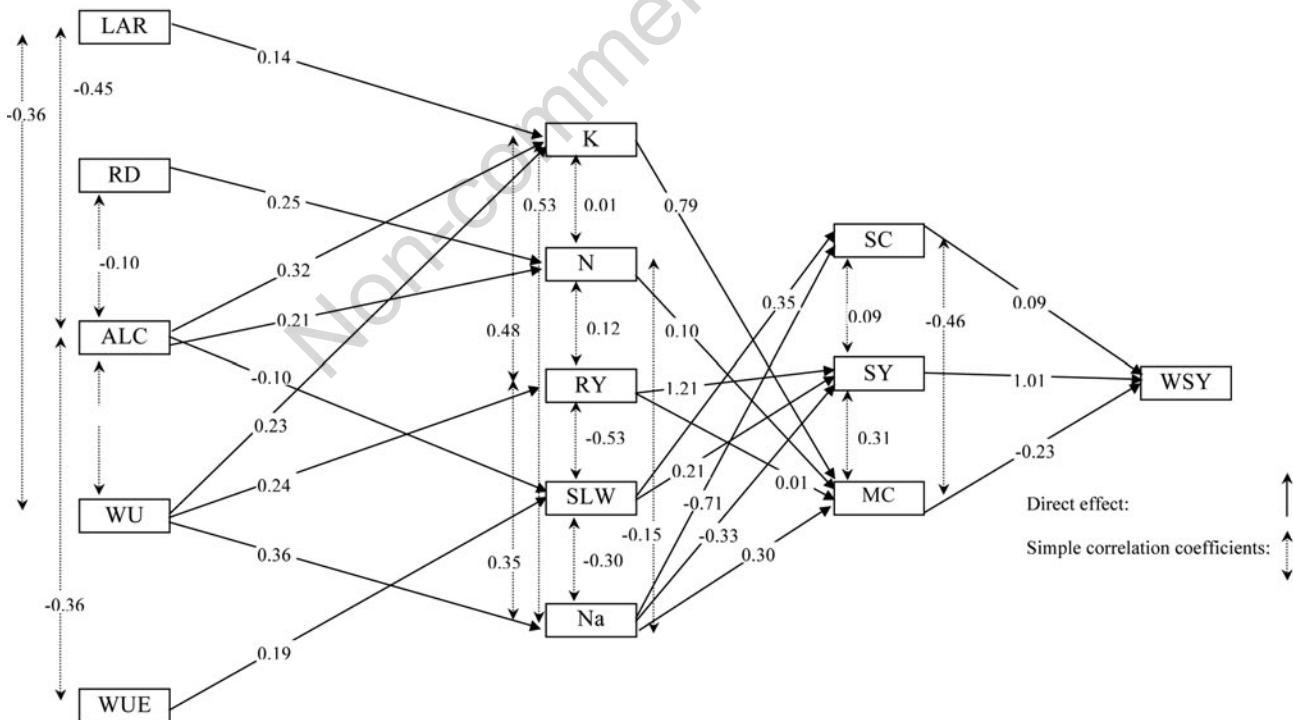 LAR
0.14
-0.45
-0.36
K
RD
0.25
0.53
0.01
0.79
SC
N
-0.10
0.32
0.21
0.35
0.09
0.48
0.12
0.10
0.09
-0.46
ALC
-0.10
RY
1.21
SY
1.01
WSY
0.23
-0.53
0.21
0.31
-0.23
0.24
SLW
0.01
MC
WU
-0.71
Direct effect:
-0.15
-0.33
0.36
0.35
-0.30
0.30
Simple correlation coefficients:
-0.36
Na
0.19
WUE
Non-commer